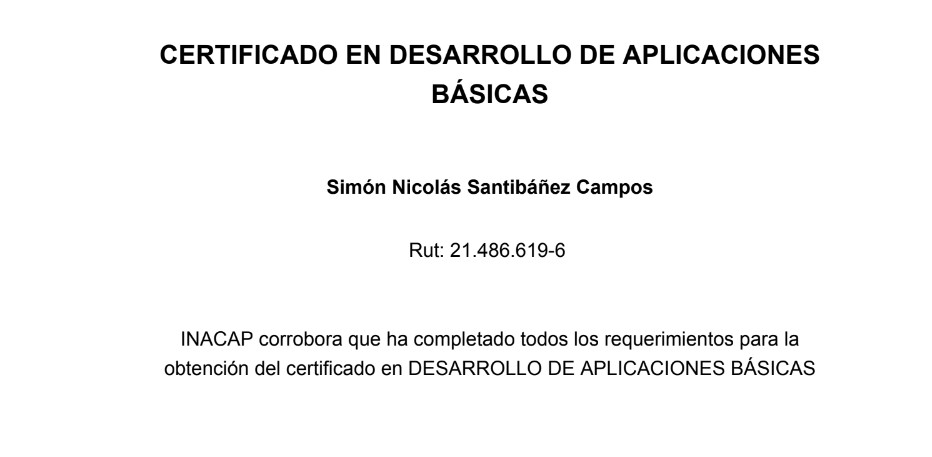 CERTIFICADO EN DESARROLLO DE APLICACIONES
BÁSICAS
Simón Nicolás Santibáñez Campos
Rut: 21.486.619-6
INACAP corrobora que ha completado todos los requerimientos para la
obtención del certificado en DESARROLLO DE APLICACIONES BÁSICAS